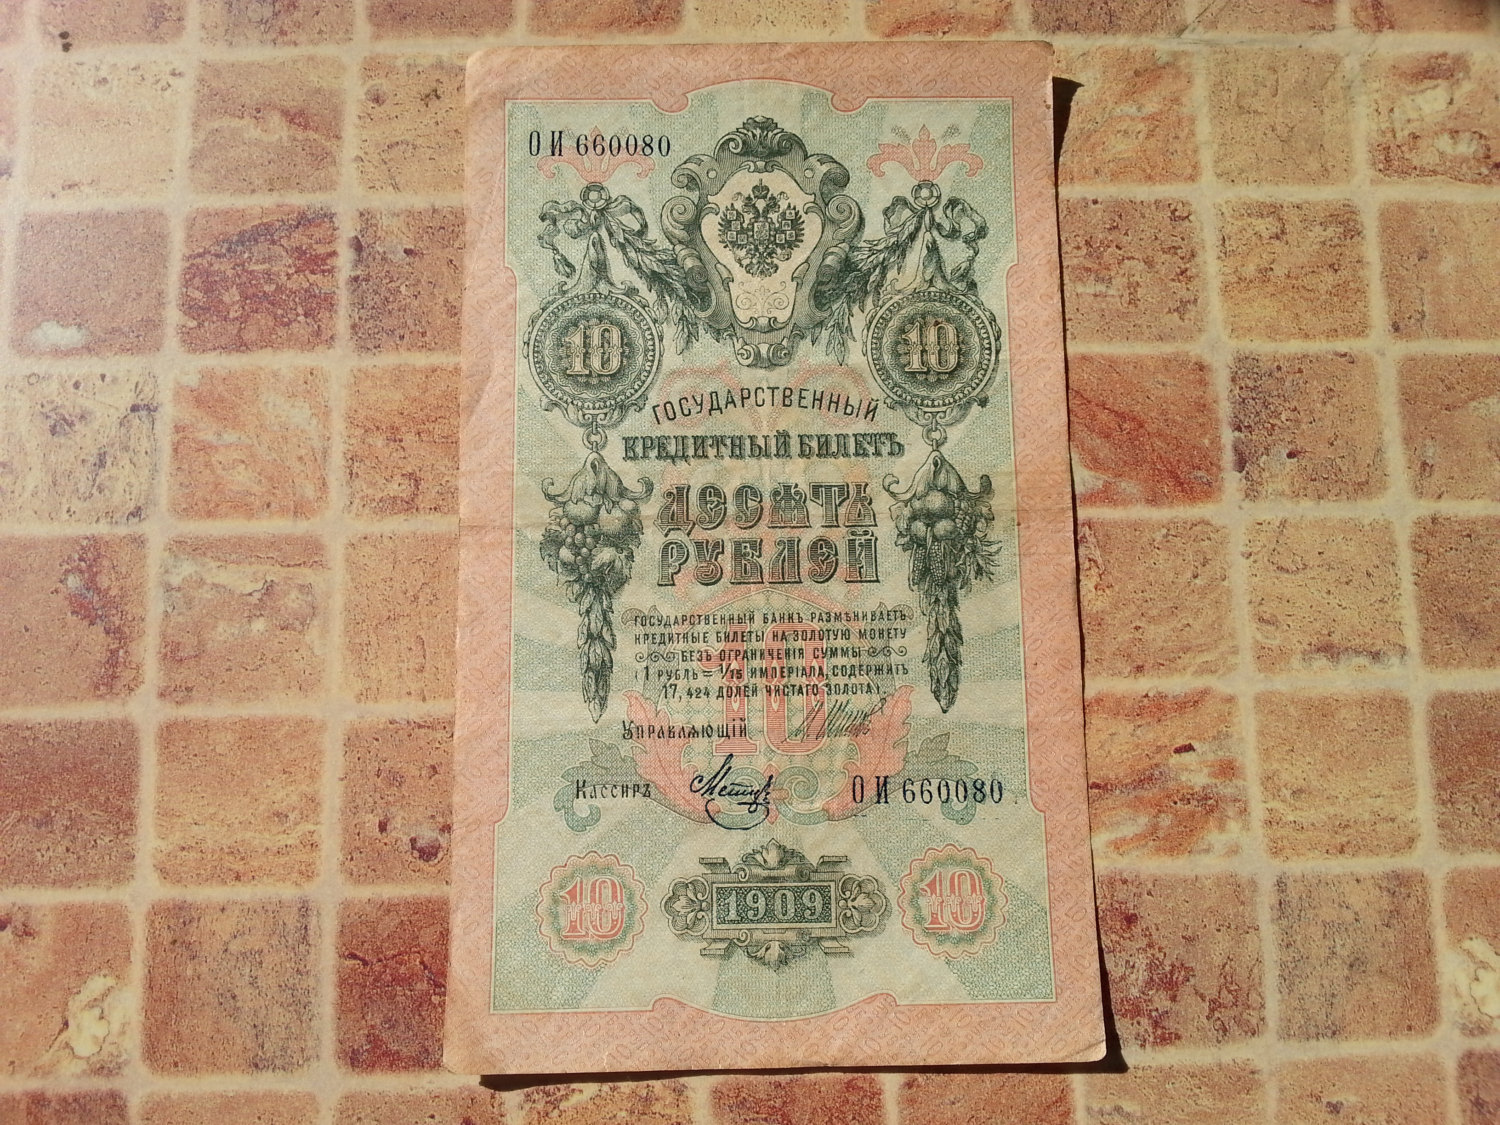 ОИ 660080
10 10
ГОСУДАРСТВЕННЫЙ
КРЕДИТНЫЙ БИЛЕТЪ
ДЕСЯТЬ
РУБЛЕЙ
ГОСУДАРСТВЕННЫЙ БАНКЪ РАЗМѢНИВАЕТЪ
КРЕДИТНЫЕ БИЛЕТЫ НА ЗОЛОТУЮ МОНЕТУ
БЕЗЪ ОГРАНИЧЕНІЯ СУММЫ
(1 РУБЛЬ = 1/15 ИМПЕРІАЛА, СОДЕРЖИТЪ
17,424 ДОЛЕЙ ЧИСТАГО ЗОЛОТА).
10
УПРАВЛЯЮЩІЙ
КАССИРЪ
ОИ 660080
10 1909 10